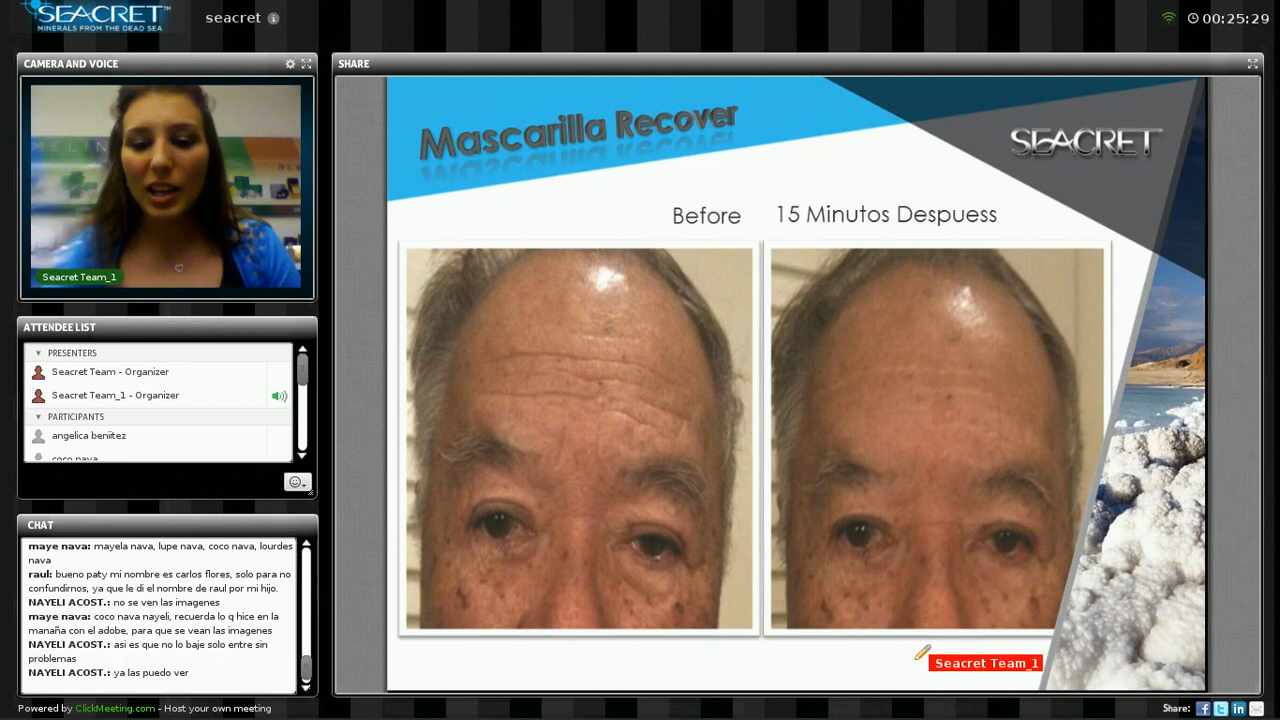 SEACRET™
MINERALS FROM THE DEAD SEA
seacret
00:25:29
CAMERA AND VOICE
Seacret Team_1
ATTENDEE LIST
PRESENTERS
Seacret Team - Organizer
Seacret Team_1 - Organizer
PARTICIPANTS
angelica beniitez
coco nava
CHAT
maye nava: mayela nava, lupe nava, coco nava, lourdes
nava
raul: bueno paty mi nombre es carlos flores, solo para no
confundirnos, ya que le di el nombre de raul por mi hijo.
NAYELI ACOST.: no se ven las imagenes
maye nava: coco nava nayeli, recuerda lo q hice en la
manaña con el adobe, para que se vean las imagenes
NAYELI ACOST.: asi es que no lo baje solo entre sin
problemas
NAYELI ACOST.: ya las puedo ver
SHARE
Mascarilla Recover
SEACRET
Before
15 Minutos Despuess
Seacret Team_1
Powered by ClickMeeting.com - Host your own meeting
Share: